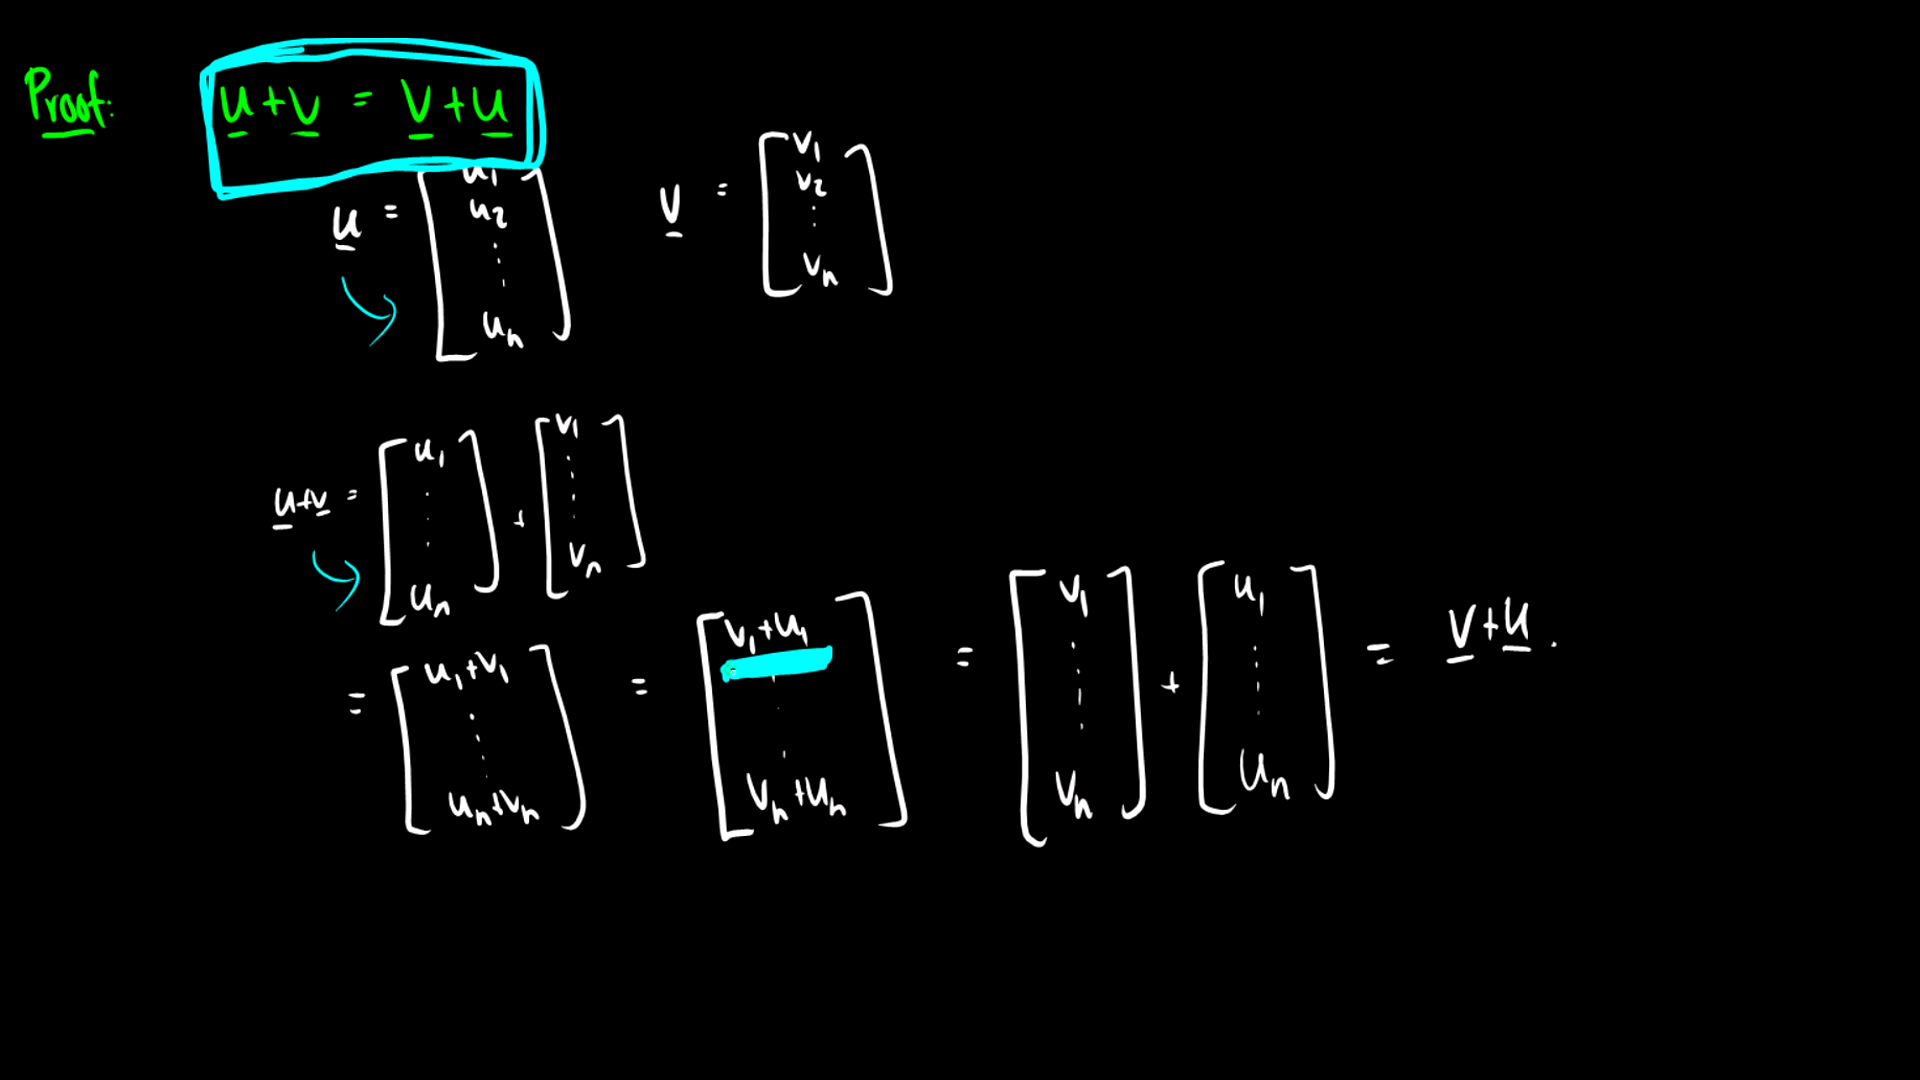 Proof: u+v = v+u
u = [u1 u2 ⋮ un] v = [v1 v2 ⋮ vn]
u+v = [u1 ⋮ un] + [v1 ⋮ vn]
= [u1+v1 ⋮ un+vn] = [v1+u1 ⋮ vn+un] = [v1 ⋮ vn] + [u1 ⋮ un] = v+u.